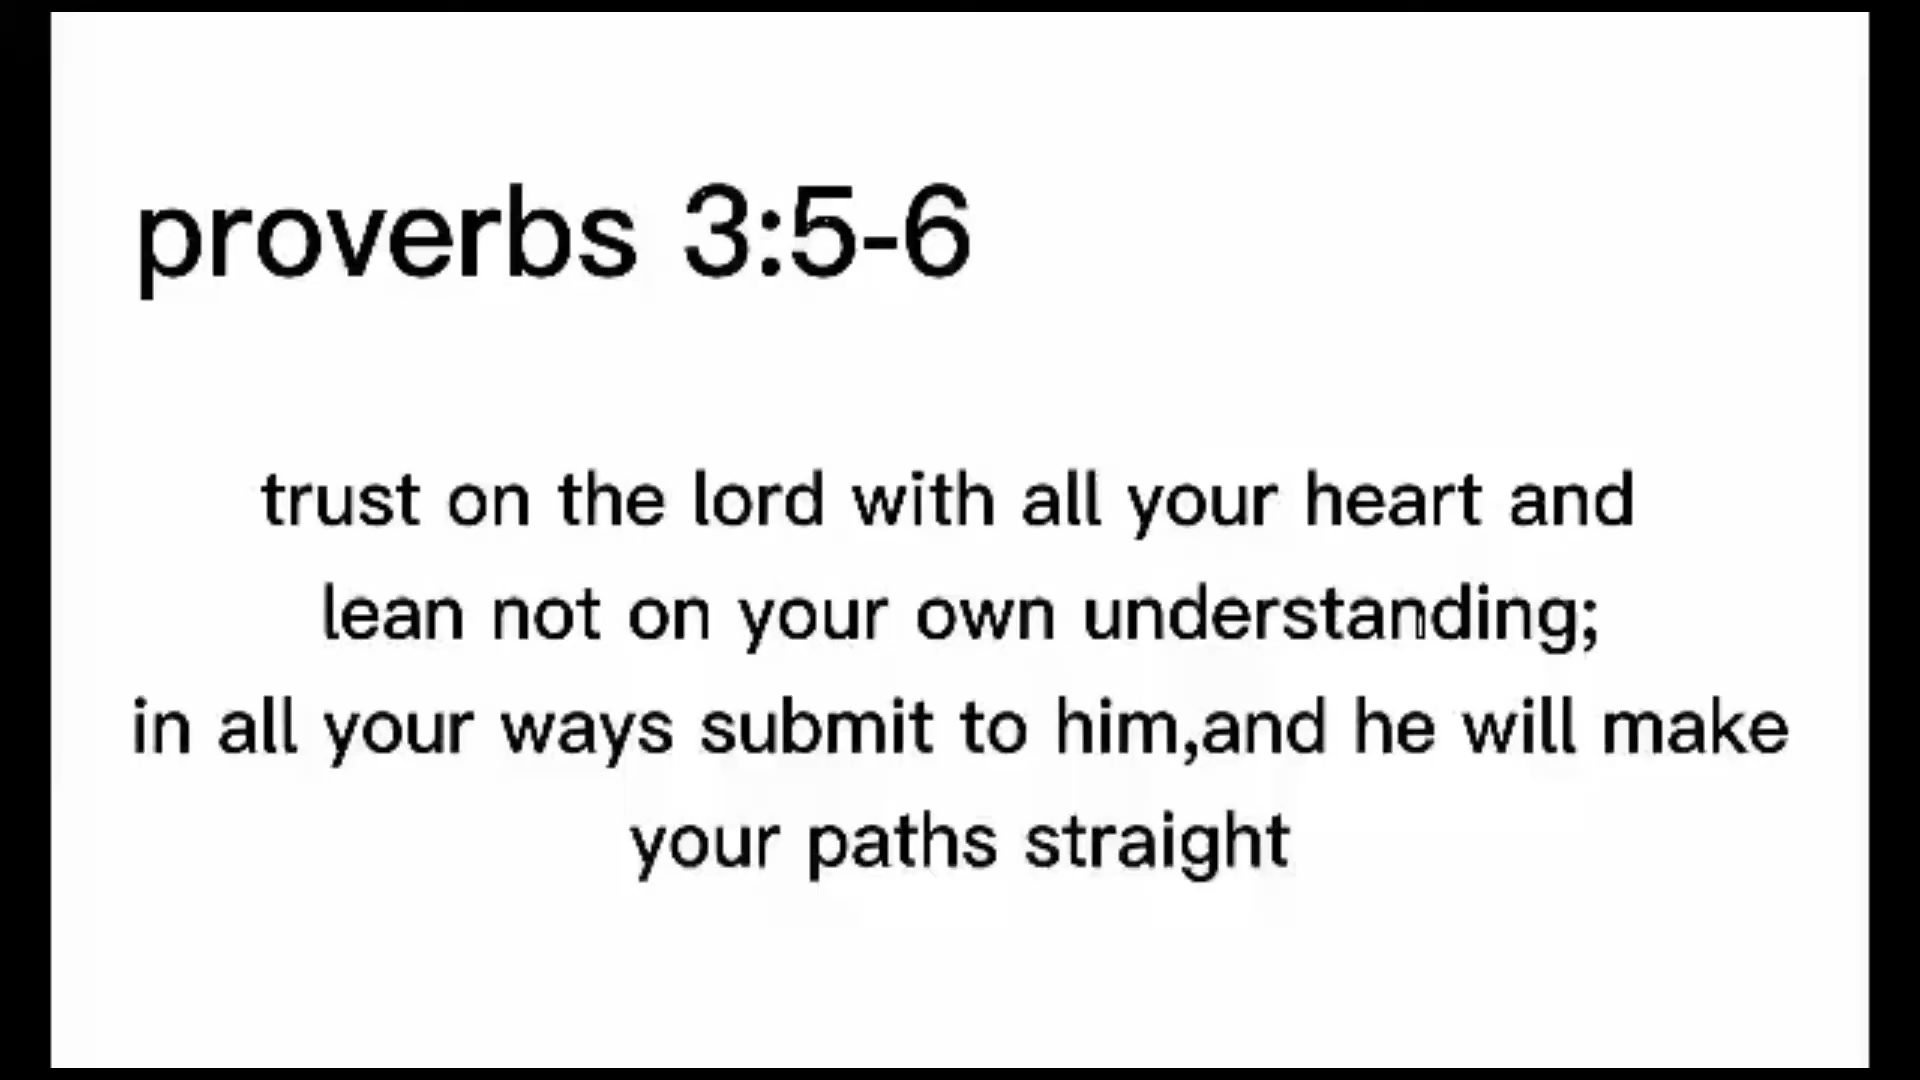 proverbs 3:5-6
trust on the lord with all your heart and
lean not on your own understanding;
in all your ways submit to him,and he will make
your paths straight